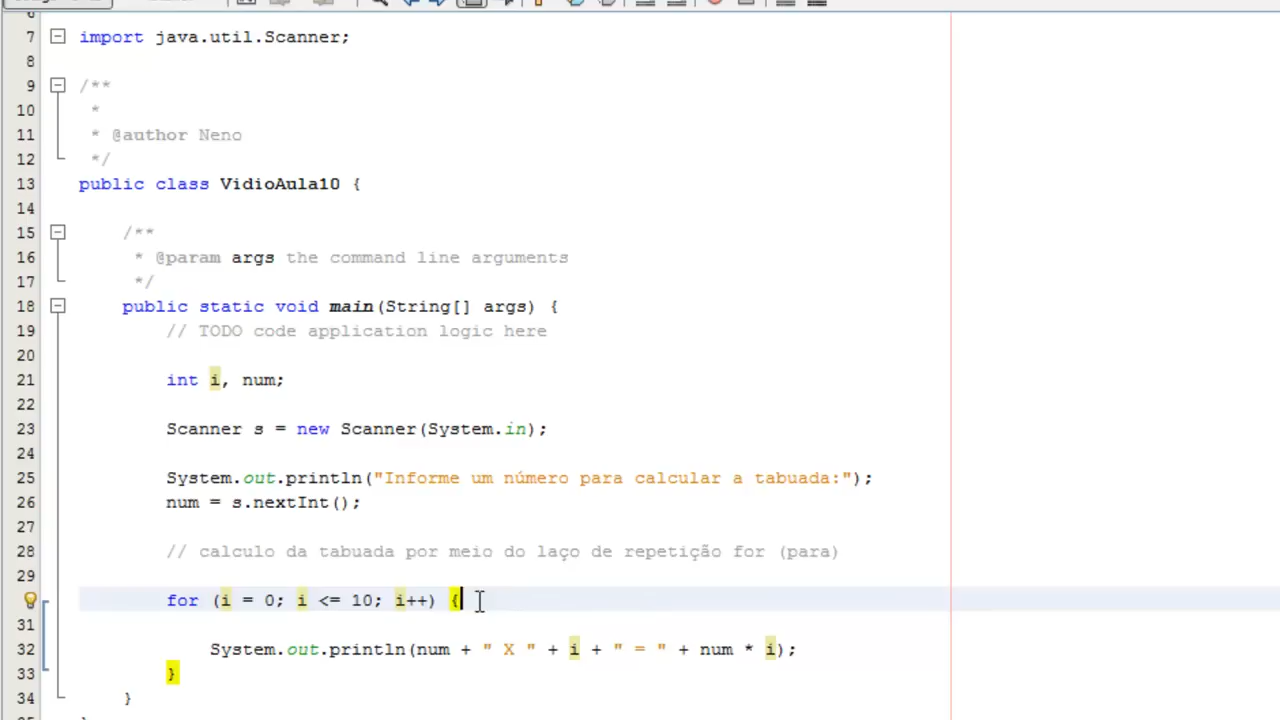 6
7 import java.util.Scanner;
8
9 /**
10 *
11 * @author Neno
12 */
13 public class VidioAula10 {
14
15 /**
16 * @param args the command line arguments
17 */
18 public static void main(String[] args) {
19 // TODO code application logic here
20
21 int i, num;
22
23 Scanner s = new Scanner(System.in);
24
25 System.out.println("Informe um número para calcular a tabuada:");
26 num = s.nextInt();
27
28 // calculo da tabuada por meio do laço de repetição for (para)
29
for (i = 0; i <= 10; i++) {
31
32 System.out.println(num + " X " + i + " = " + num * i);
33 }
34 }